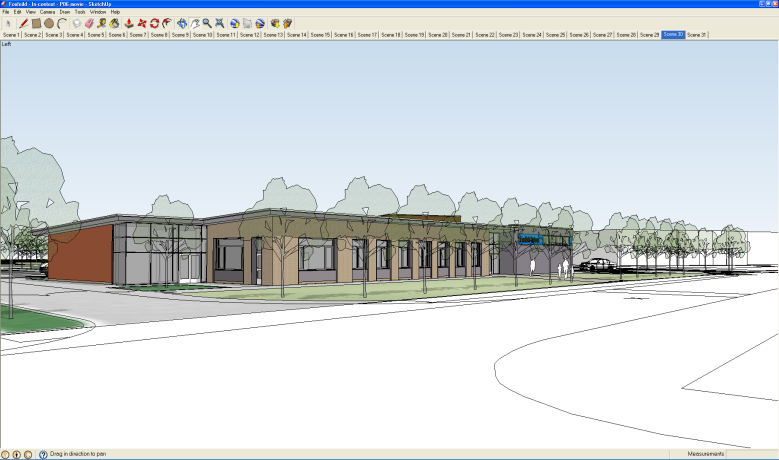 Foxfield - In-context - PDE movie - SketchUp
File Edit View Camera Draw Tools Window Help
Scene 1 Scene 2 Scene 3 Scene 4 Scene 5 Scene 6 Scene 7 Scene 8 Scene 9 Scene 10 Scene 11 Scene 12 Scene 13 Scene 14 Scene 15 Scene 16 Scene 17 Scene 18 Scene 19 Scene 20 Scene 21 Scene 22 Scene 23 Scene 24 Scene 25 Scene 26 Scene 27 Scene 28 Scene 29 Scene 30 Scene 31
Left
Drag in direction to pan
Measurements